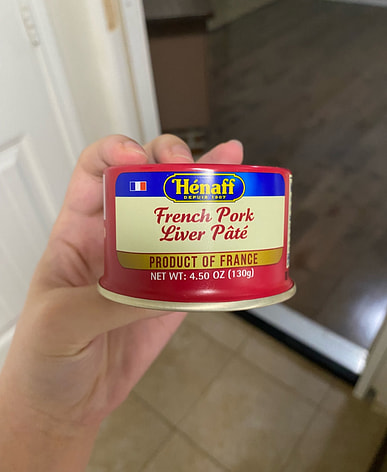 Hénaff
DEPUIS 1907
French Pork
Liver Pâté
PRODUCT OF FRANCE
NET WT: 4.50 OZ (130g)